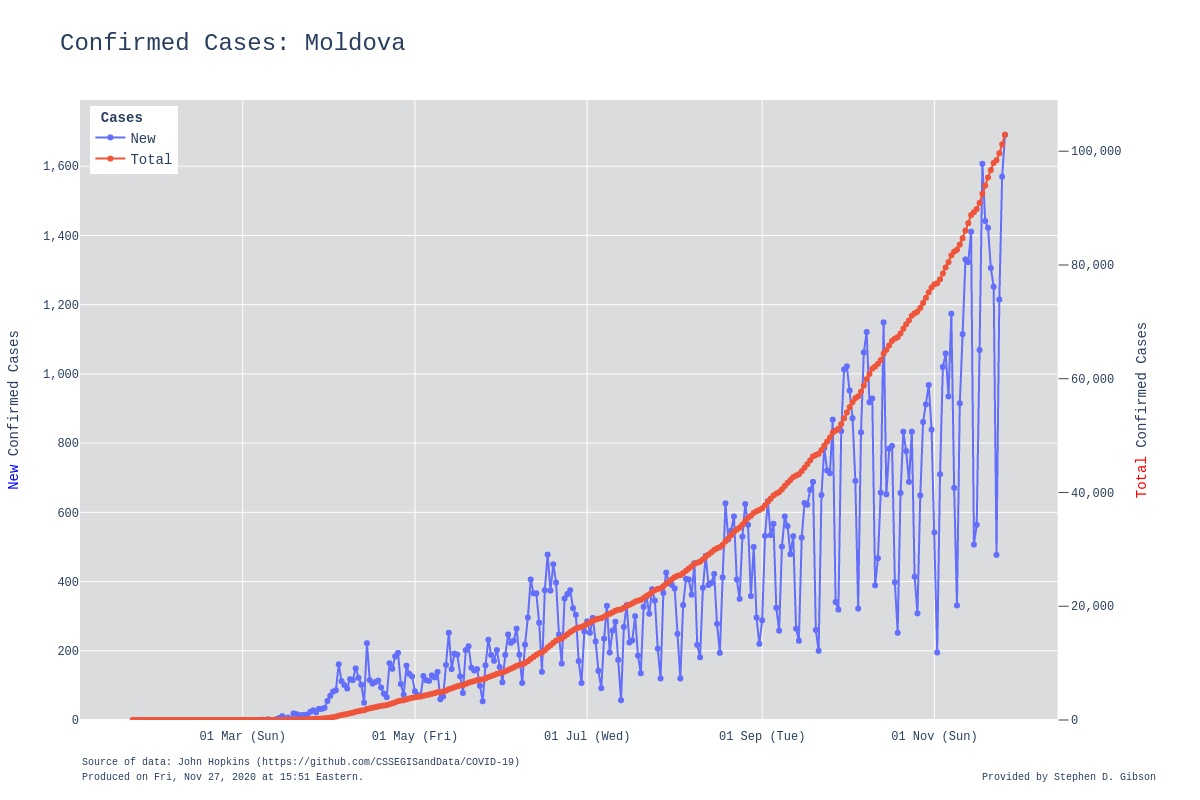 Confirmed Cases: Moldova
Cases
New
Total
1,600
1,400
1,200
1,000
800
600
400
200
0
100,000
80,000
60,000
40,000
20,000
0
New Confirmed Cases
Total Confirmed Cases
01 Mar (Sun)
01 May (Fri)
01 Jul (Wed)
01 Sep (Tue)
01 Nov (Sun)
Source of data: John Hopkins (https://github.com/CSSEGISandData/COVID-19)
Produced on Fri, Nov 27, 2020 at 15:51 Eastern.
Provided by Stephen D. Gibson